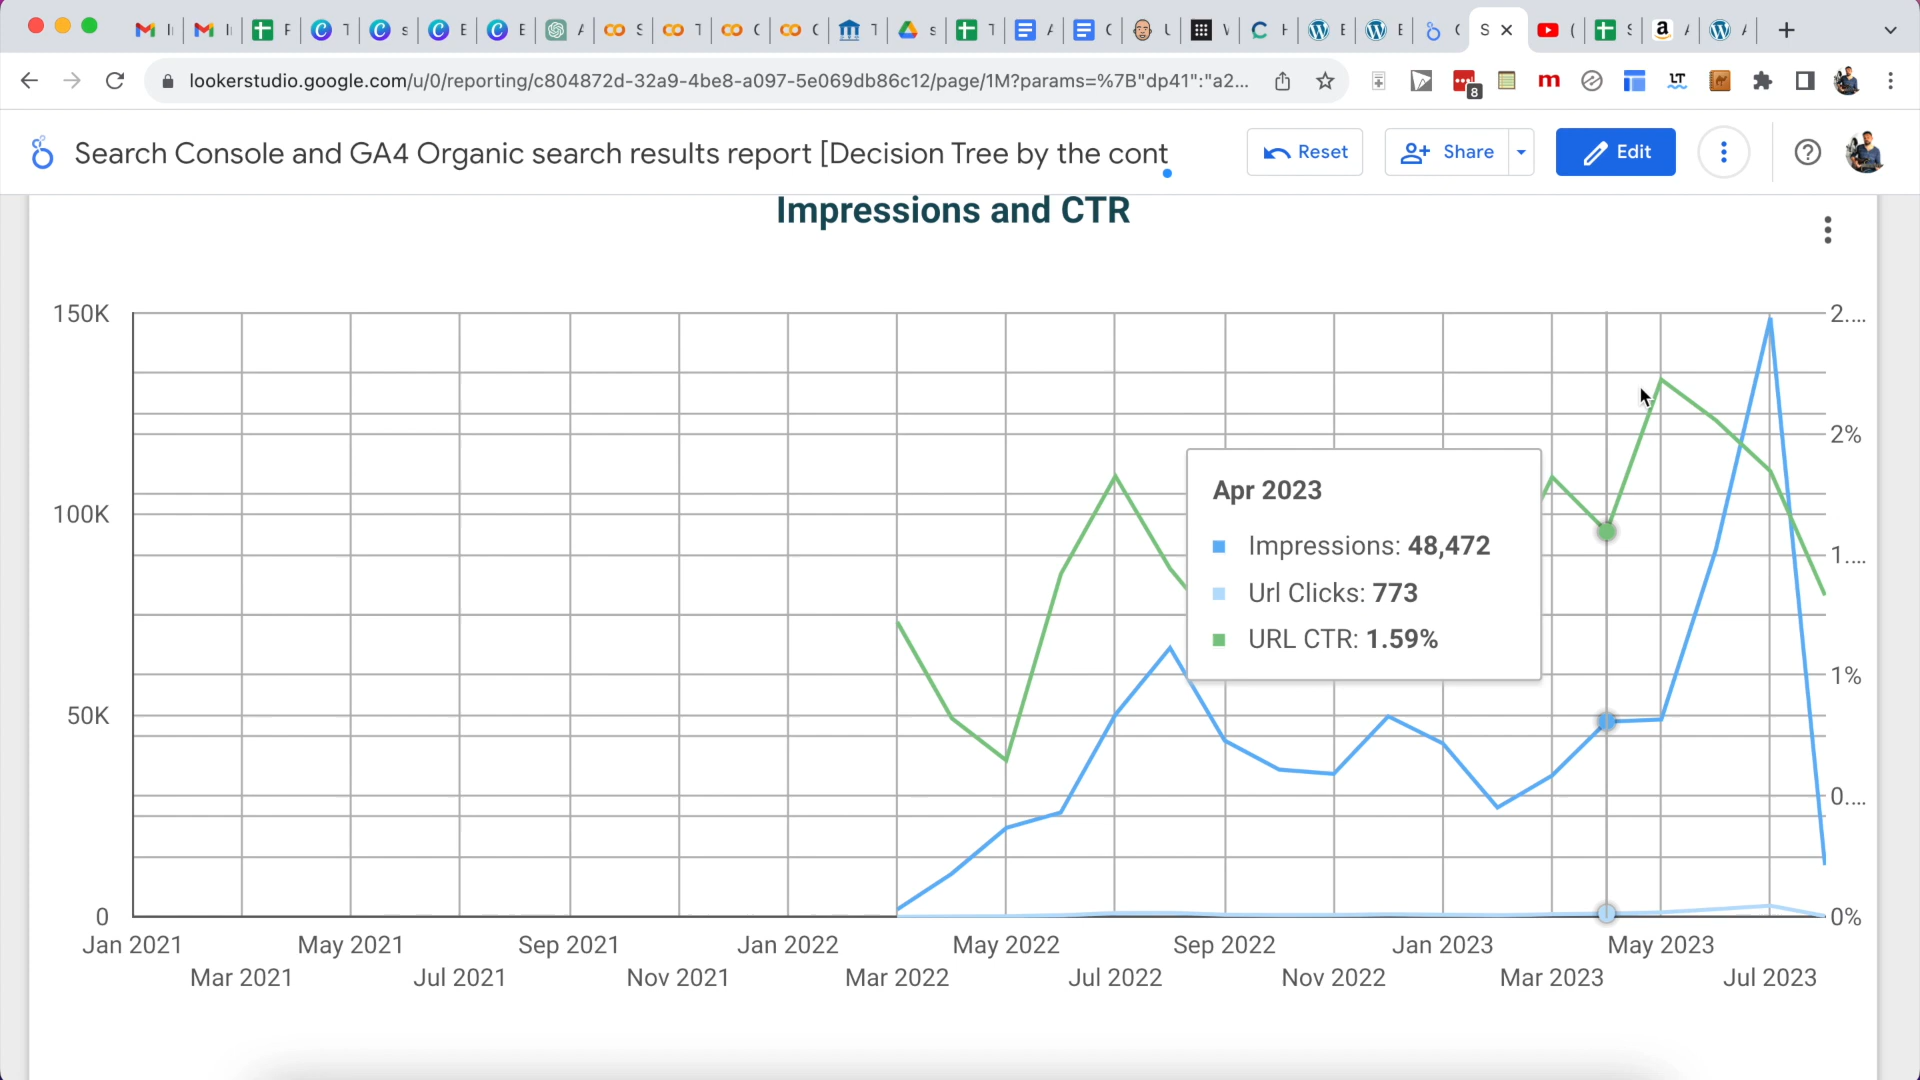 lookerstudio.google.com/u/0/reporting/c804872d-32a9-4be8-a097-5e069db86c12/page/1M?params=%7B"dp41":"a2...
8
Search Console and GA4 Organic search results report [Decision Tree by the cont
Reset
Share
Edit
Impressions and CTR
150K
2....
2%
100K
1....
1%
50K
0....
0
0%
Apr 2023
Impressions: 48,472
Url Clicks: 773
URL CTR: 1.59%
Jan 2021
May 2021
Sep 2021
Jan 2022
May 2022
Sep 2022
Jan 2023
May 2023
Mar 2021
Jul 2021
Nov 2021
Mar 2022
Jul 2022
Nov 2022
Mar 2023
Jul 2023